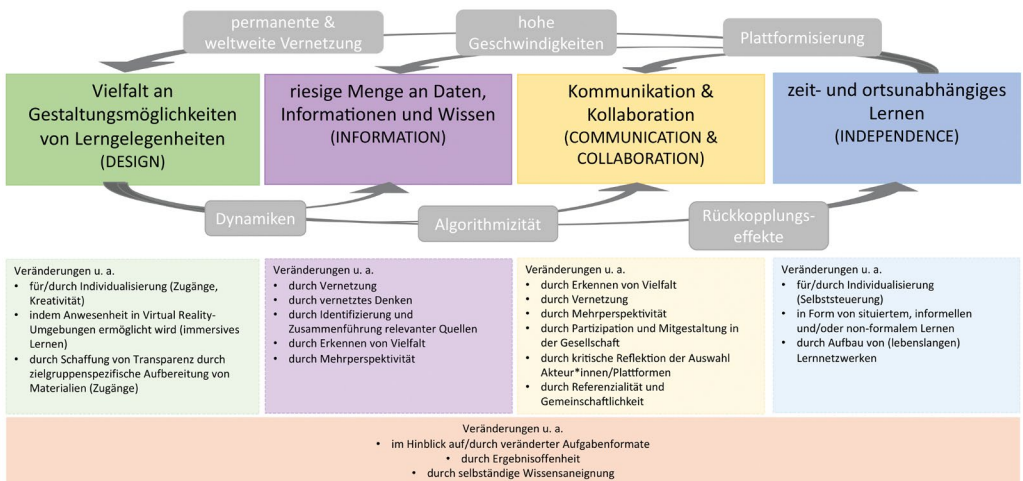 permanente &
weltweite Vernetzung
hohe
Geschwindigkeiten
Plattformisierung
Vielfalt an
Gestaltungsmöglichkeiten
von Lerngelegenheiten
(DESIGN)
riesige Menge an Daten,
Informationen und Wissen
(INFORMATION)
Kommunikation &
Kollaboration
(COMMUNICATION &
COLLABORATION)
zeit- und ortsunabhängiges
Lernen
(INDEPENDENCE)
Dynamiken
Algorithmizität
Rückkopplungs-
effekte
Veränderungen u. a.
• für/durch Individualisierung (Zugänge,
Kreativität)
• indem Anwesenheit in Virtual Reality-
Umgebungen ermöglicht wird (immersives
Lernen)
• durch Schaffung von Transparenz durch
zielgruppenspezifische Aufbereitung von
Materialien (Zugänge)
Veränderungen u. a.
• durch Vernetzung
• durch vernetztes Denken
• durch Identifizierung und
Zusammenführung relevanter Quellen
• durch Erkennen von Vielfalt
• durch Mehrperspektivität
Veränderungen u. a.
• durch Erkennen von Vielfalt
• durch Vernetzung
• durch Mehrperspektivität
• durch Partizipation und Mitgestaltung in
der Gesellschaft
• durch kritische Reflektion der Auswahl
Akteur*innen/Plattformen
• durch Referenzialität und
Gemeinschaftlichkeit
Veränderungen u. a.
• für/durch Individualisierung
(Selbststeuerung)
• in Form von situiertem, informellen
und/oder non-formalem Lernen
• durch Aufbau von (lebenslangen)
Lernnetzwerken
Veränderungen u. a.
• im Hinblick auf/durch veränderter Aufgabenformate
• durch Ergebnisoffenheit
• durch selbständige Wissensaneignung